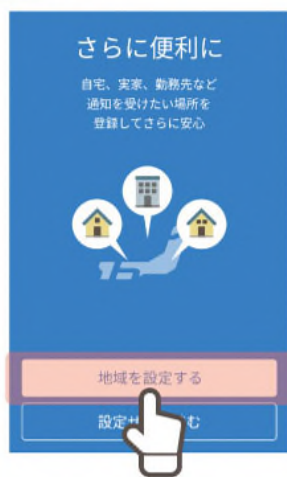 さらに便利に
自宅、実家、勤務先など
通知を受けたい場所を
登録してさらに安心
地域を設定する
設定せ
む